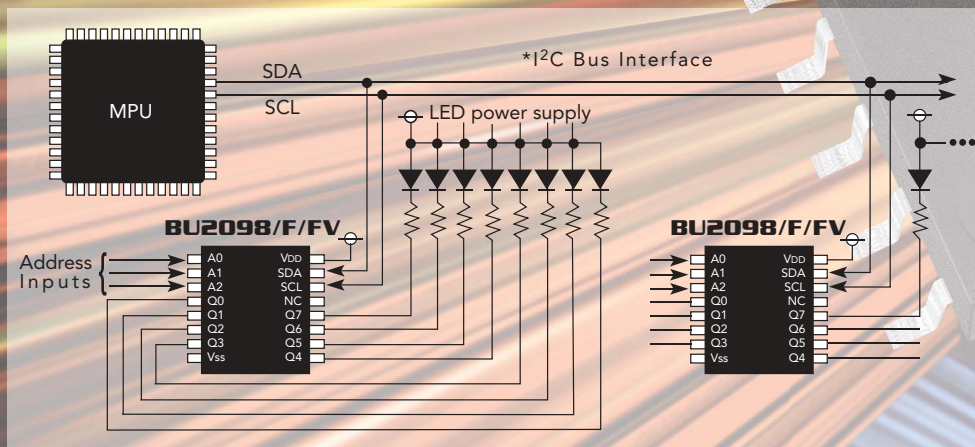 SDA
*I²C Bus Interface
MPU
SCL
LED power supply
BU2098/F/FV
Address
Inputs
A0 VDD
A1 SDA
A2 SCL
Q0 NC
Q1 Q7
Q2 Q6
Q3 Q5
Vss Q4
BU2098/F/FV
A0 VDD
A1 SDA
A2 SCL
Q0 NC
Q1 Q7
Q2 Q6
Q3 Q5
Vss Q4